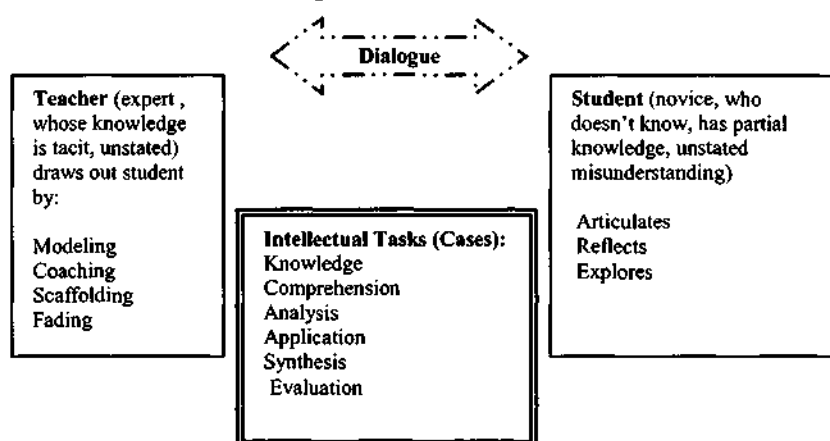 Dialogue
Teacher (expert ,
whose knowledge
is tacit, unstated)
draws out student
by:
Modeling
Coaching
Scaffolding
Fading
Intellectual Tasks (Cases):
Knowledge
Comprehension
Analysis
Application
Synthesis
Evaluation
Student (novice, who
doesn't know, has partial
knowledge, unstated
misunderstanding)
Articulates
Reflects
Explores